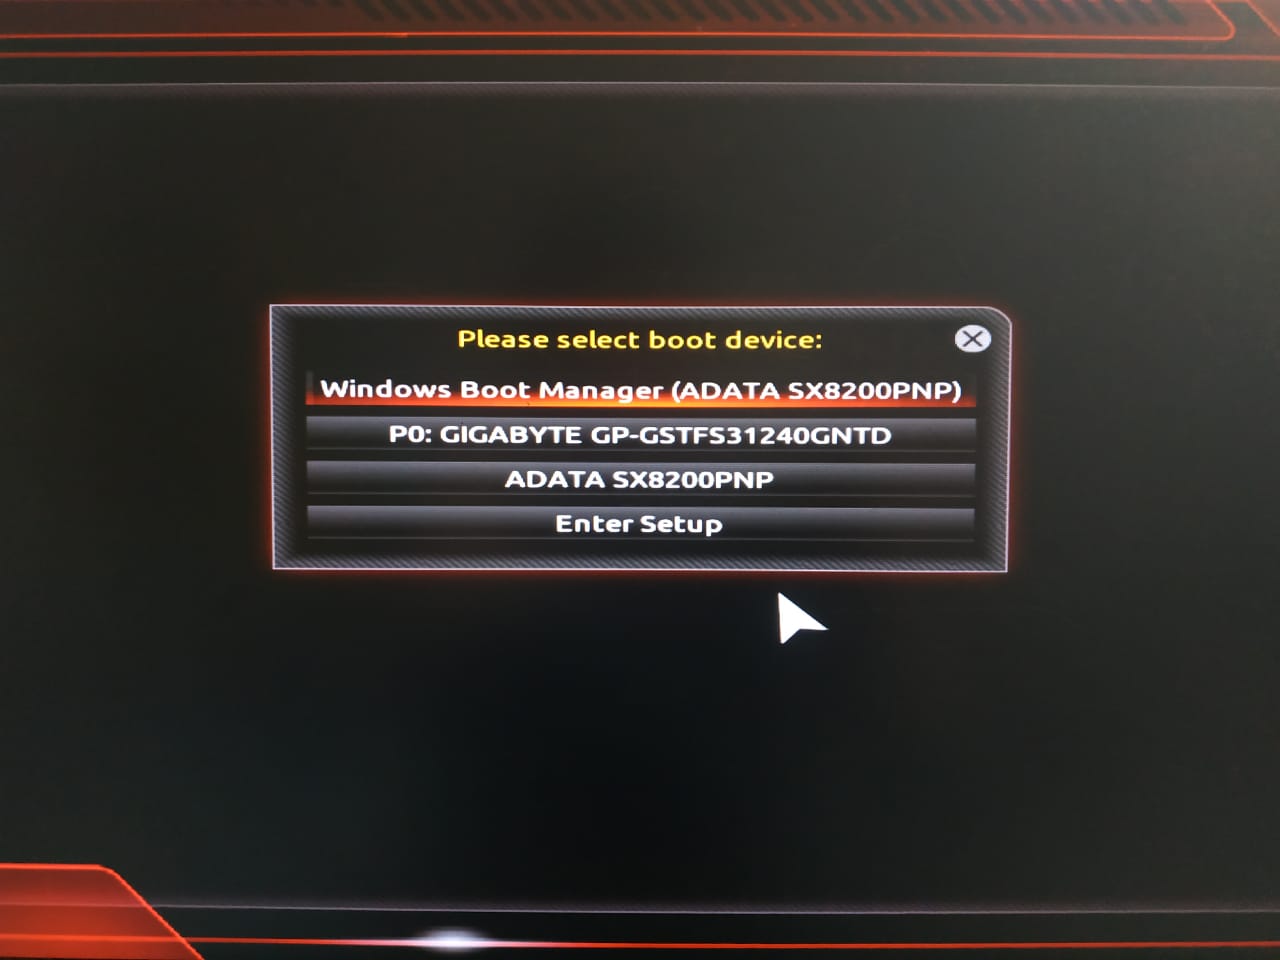 Please select boot device:
Windows Boot Manager (ADATA SX8200PNP)
P0: GIGABYTE GP-GSTFS31240GNTD
ADATA SX8200PNP
Enter Setup